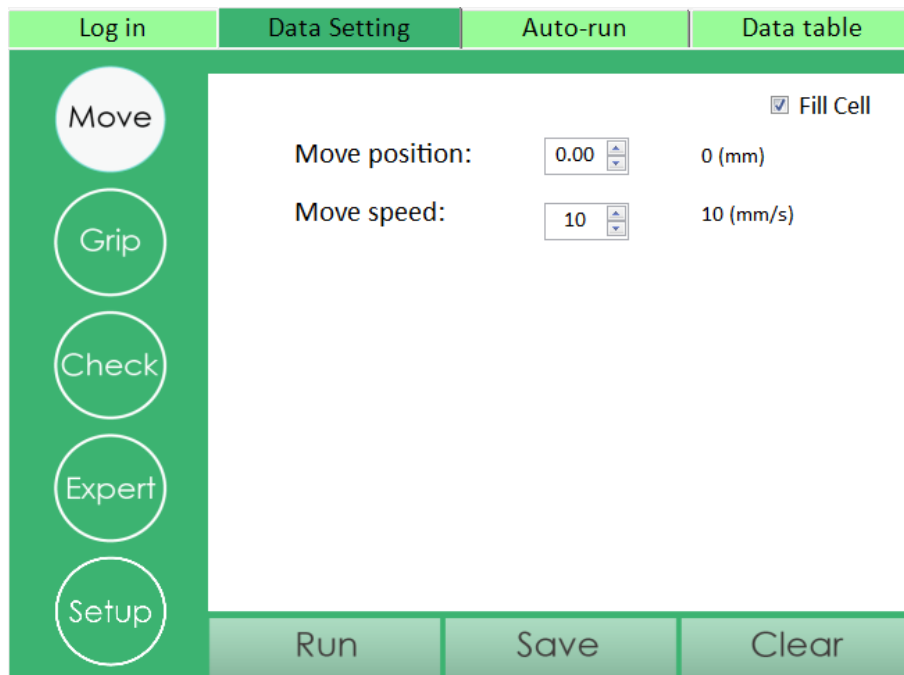 Log in Data Setting Auto-run Data table
Move
Fill Cell
Move position: 0.00 0 (mm)
Move speed: 10 10 (mm/s)
Grip
Check
Expert
Setup
Run Save Clear